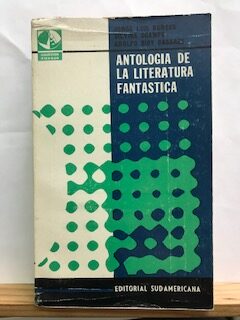 JORGE LUIS BORGES
SILVINA OCAMPO
ADOLFO BIOY CASARES
ANTOLOGIA DE
LA LITERATURA
FANTASTICA
EDITORIAL SUDAMERICANA